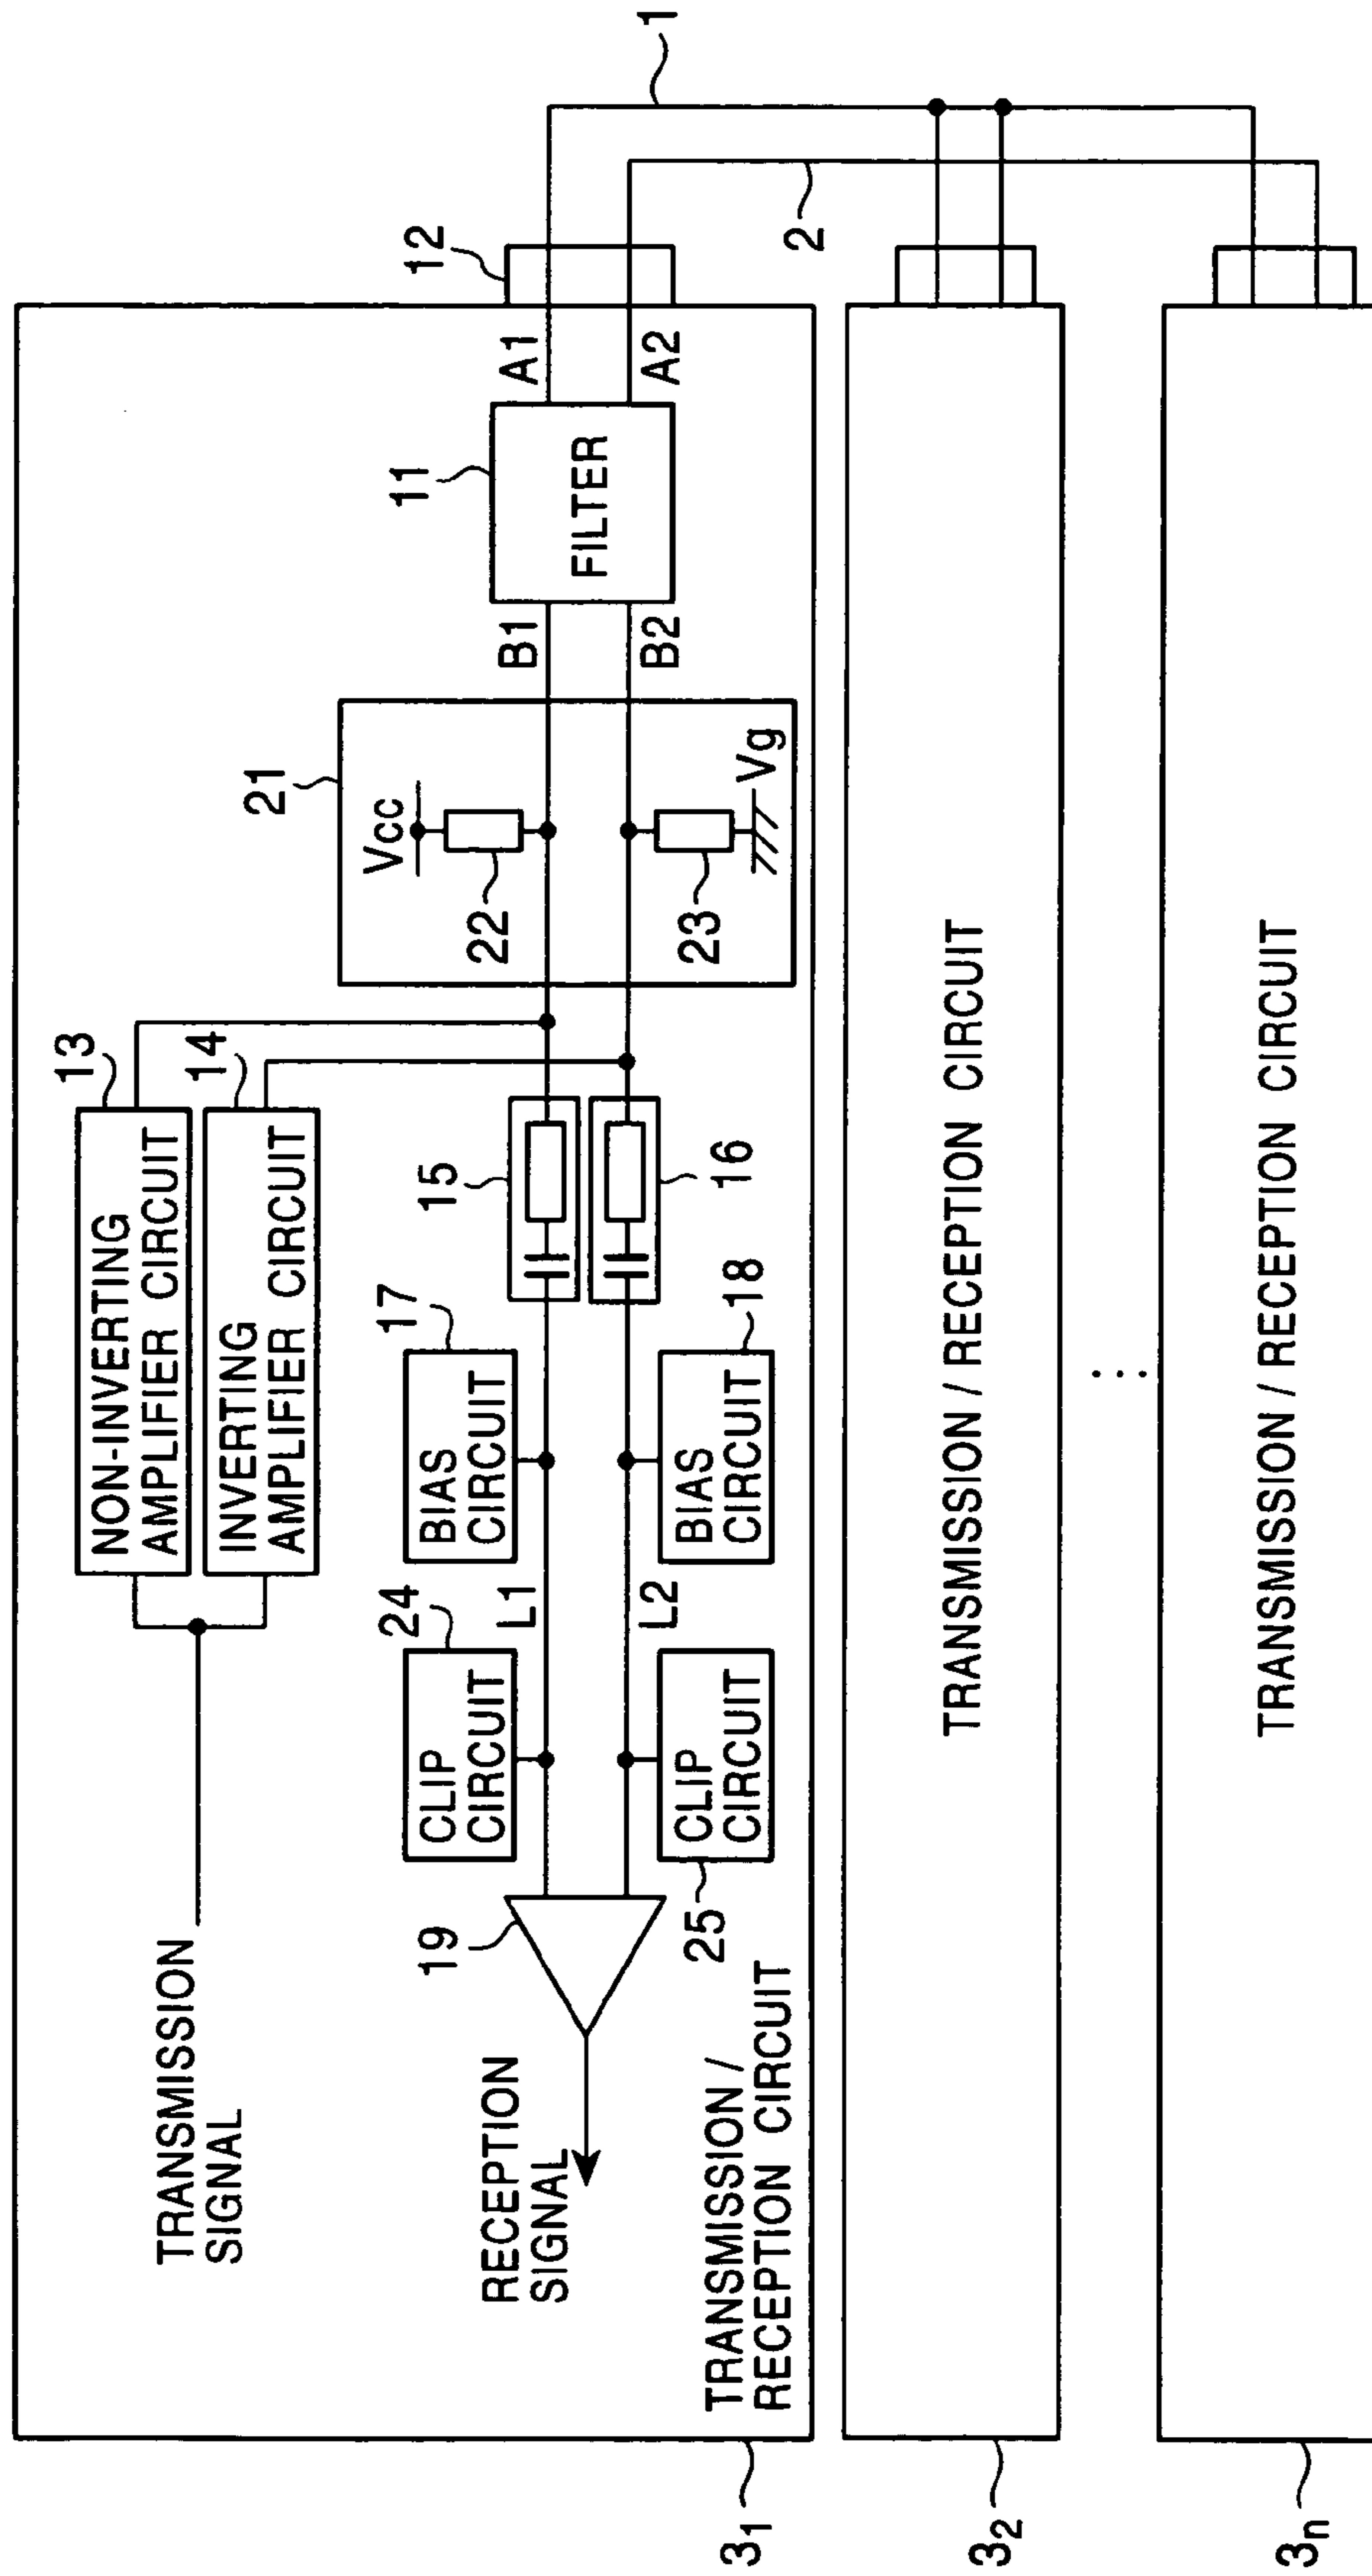 TRANSMISSION
SIGNAL
13
NON-INVERTING
AMPLIFIER CIRCUIT
14
INVERTING
AMPLIFIER CIRCUIT
RECEPTION
SIGNAL
19
24
CLIP
CIRCUIT
L1
17
BIAS
CIRCUIT
15
21
Vcc
22
B1
11
FILTER
A1
12
1
25
CLIP
CIRCUIT
L2
BIAS
CIRCUIT
18
16
23
Vg
B2
A2
2
TRANSMISSION /
RECEPTION CIRCUIT
3₁
TRANSMISSION / RECEPTION CIRCUIT
3₂
...
TRANSMISSION / RECEPTION CIRCUIT
3ₙ